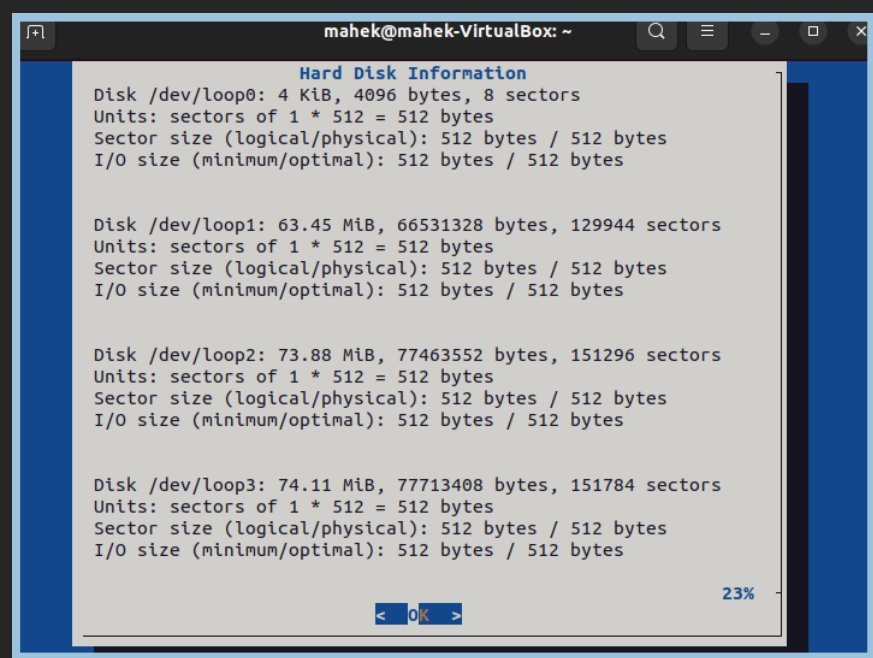 mahek@mahek-VirtualBox: ~
Hard Disk Information
Disk /dev/loop0: 4 KiB, 4096 bytes, 8 sectors
Units: sectors of 1 * 512 = 512 bytes
Sector size (logical/physical): 512 bytes / 512 bytes
I/O size (minimum/optimal): 512 bytes / 512 bytes
Disk /dev/loop1: 63.45 MiB, 66531328 bytes, 129944 sectors
Units: sectors of 1 * 512 = 512 bytes
Sector size (logical/physical): 512 bytes / 512 bytes
I/O size (minimum/optimal): 512 bytes / 512 bytes
Disk /dev/loop2: 73.88 MiB, 77463552 bytes, 151296 sectors
Units: sectors of 1 * 512 = 512 bytes
Sector size (logical/physical): 512 bytes / 512 bytes
I/O size (minimum/optimal): 512 bytes / 512 bytes
Disk /dev/loop3: 74.11 MiB, 77713408 bytes, 151784 sectors
Units: sectors of 1 * 512 = 512 bytes
Sector size (logical/physical): 512 bytes / 512 bytes
I/O size (minimum/optimal): 512 bytes / 512 bytes
23%
< OK >